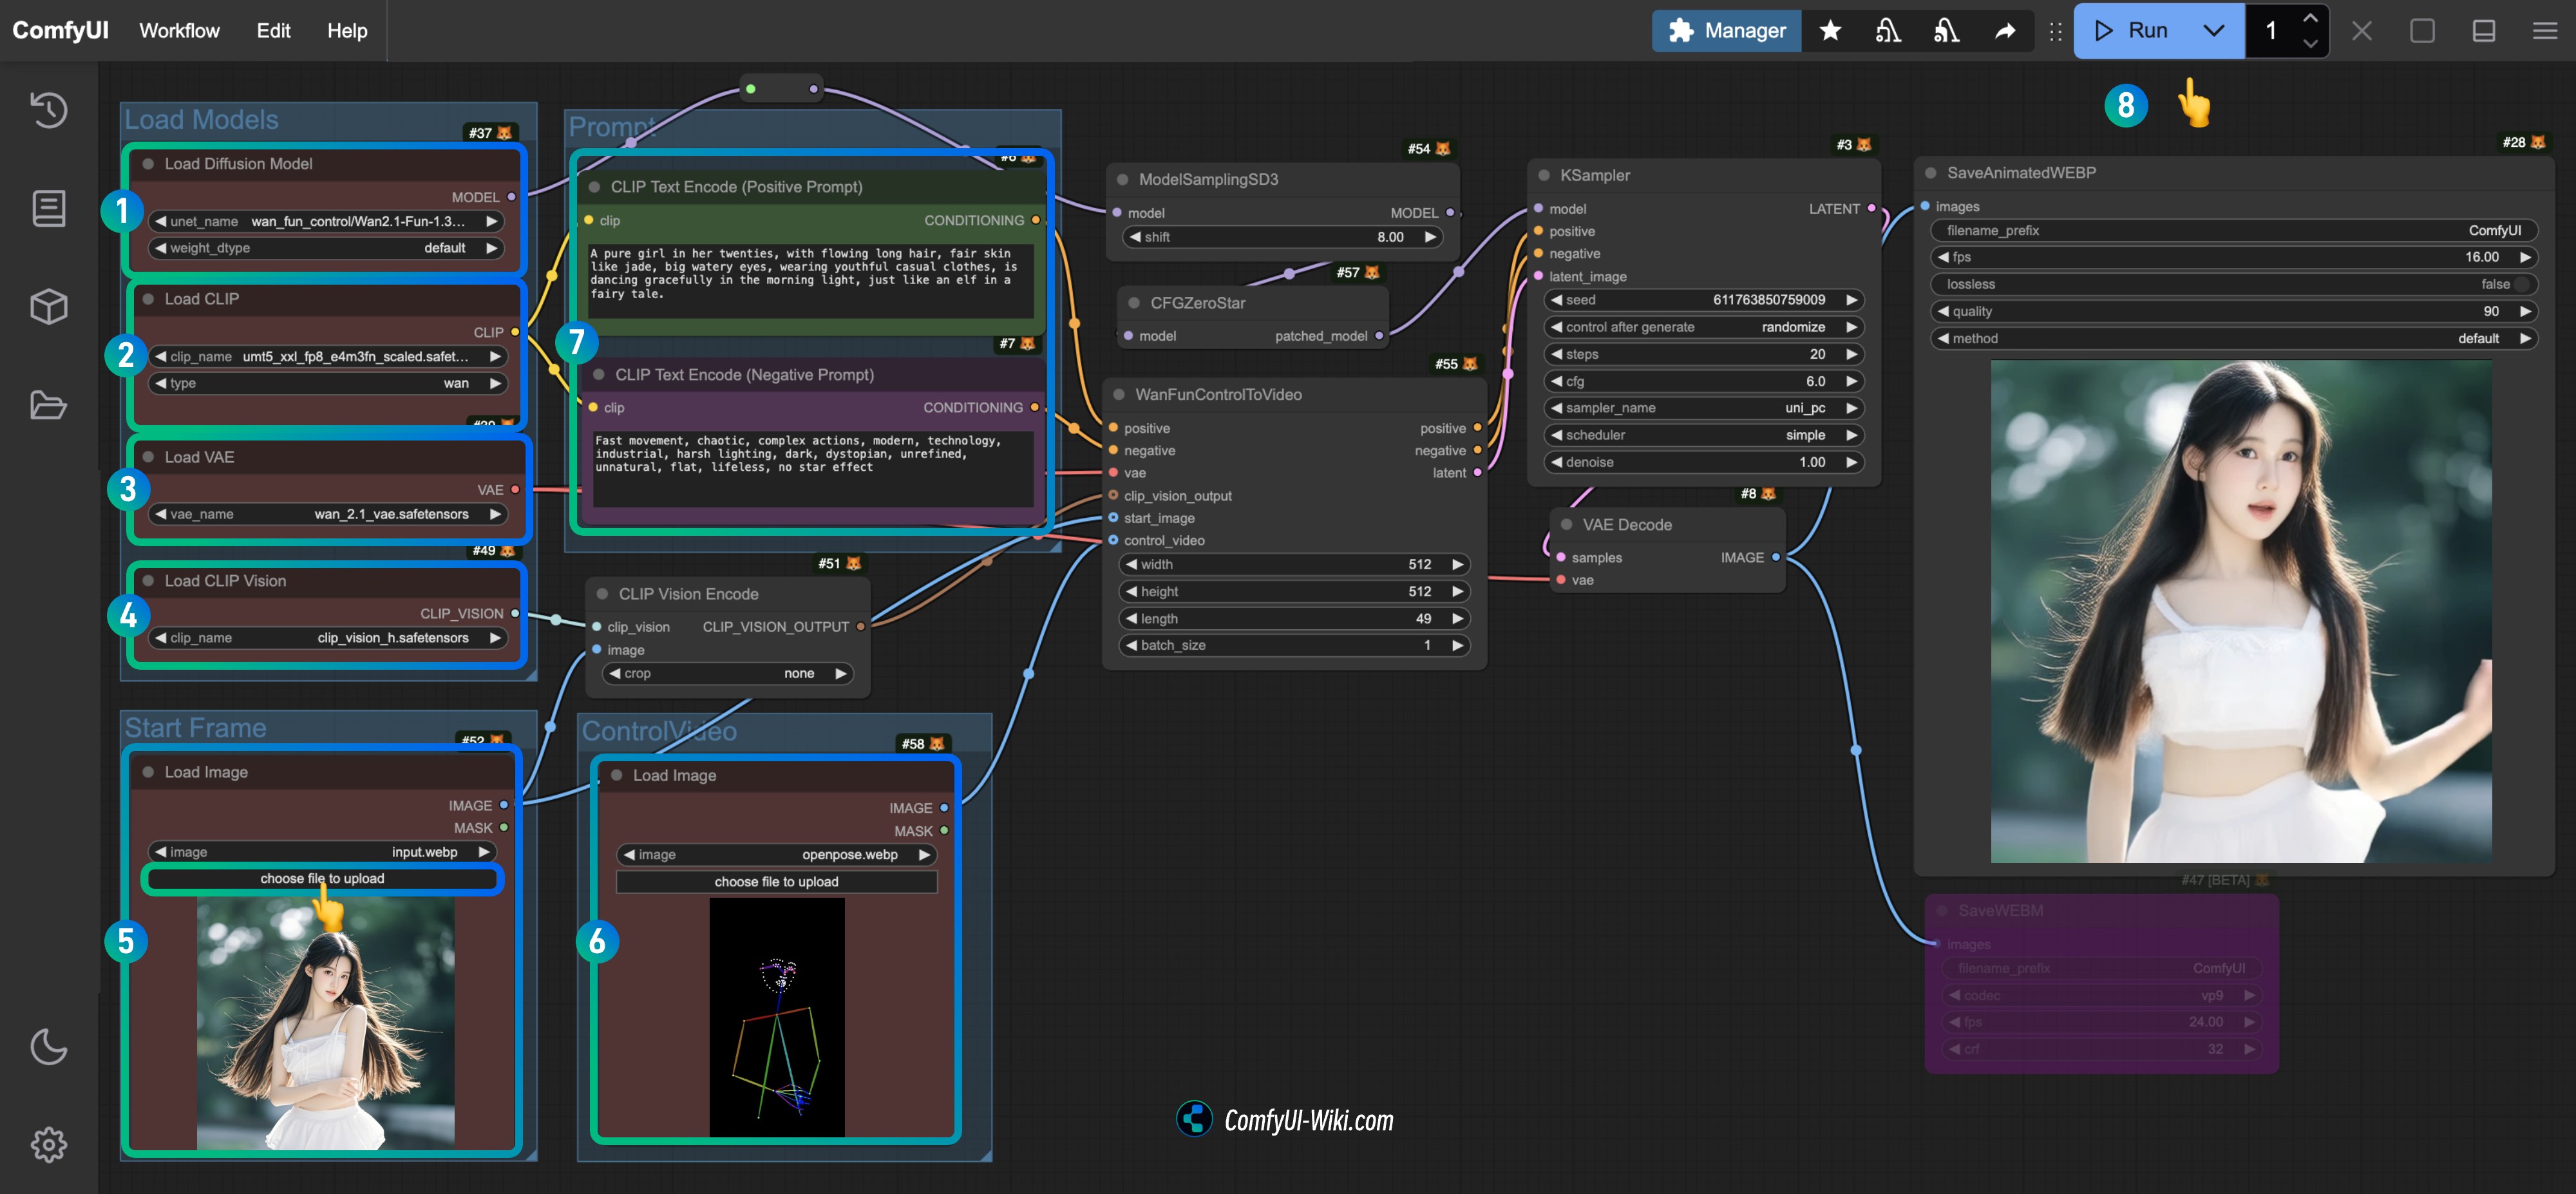 ComfyUI
Workflow
Edit
Help
Manager
Run
1
8
Load Models
#37
Load Diffusion Model
MODEL
unet_name wan_fun_control/Wan2.1-Fun-1.3...
weight_dtype default
1
Load CLIP
CLIP
clip_name umt5_xxl_fp8_e4m3fn_scaled.safet...
type wan
2
Load VAE
VAE
vae_name wan_2.1_vae.safetensors
3
#49
Load CLIP Vision
CLIP_VISION
clip_name clip_vision_h.safetensors
4
Start Frame
#52
Load Image
IMAGE
MASK
image input.webp
choose file to upload
5
Prompt
#6
CLIP Text Encode (Positive Prompt)
clip CONDITIONING
A pure girl in her twenties, with flowing long hair, fair skin
like jade, big watery eyes, wearing youthful casual clothes, is
dancing gracefully in the morning light, just like an elf in a
fairy tale.
7
#7
CLIP Text Encode (Negative Prompt)
clip CONDITIONING
Fast movement, chaotic, complex actions, modern, technology,
industrial, harsh lighting, dark, dystopian, unrefined,
unnatural, flat, lifeless, no star effect
#51
CLIP Vision Encode
clip_vision CLIP_VISION_OUTPUT
image
crop none
ControlVideo
#58
Load Image
IMAGE
MASK
image openpose.webp
choose file to upload
6
#54
ModelSamplingSD3
model MODEL
shift 8.00
#57
CFGZeroStar
model patched_model
#55
WanFunControlToVideo
positive positive
negative negative
vae latent
clip_vision_output
start_image
control_video
width 512
height 512
length 49
batch_size 1
#3
KSampler
model LATENT
positive
negative
latent_image
seed 611763850759009
control after generate randomize
steps 20
cfg 6.0
sampler_name uni_pc
scheduler simple
denoise 1.00
#8
VAE Decode
samples IMAGE
vae
#28
SaveAnimatedWEBP
images
filename_prefix ComfyUI
fps 16.00
lossless false
quality 90
method default
#47 [BETA]
SaveWEBM
images
filename_prefix ComfyUI
codec vp9
fps 24.00
crf 32
ComfyUI-Wiki.com